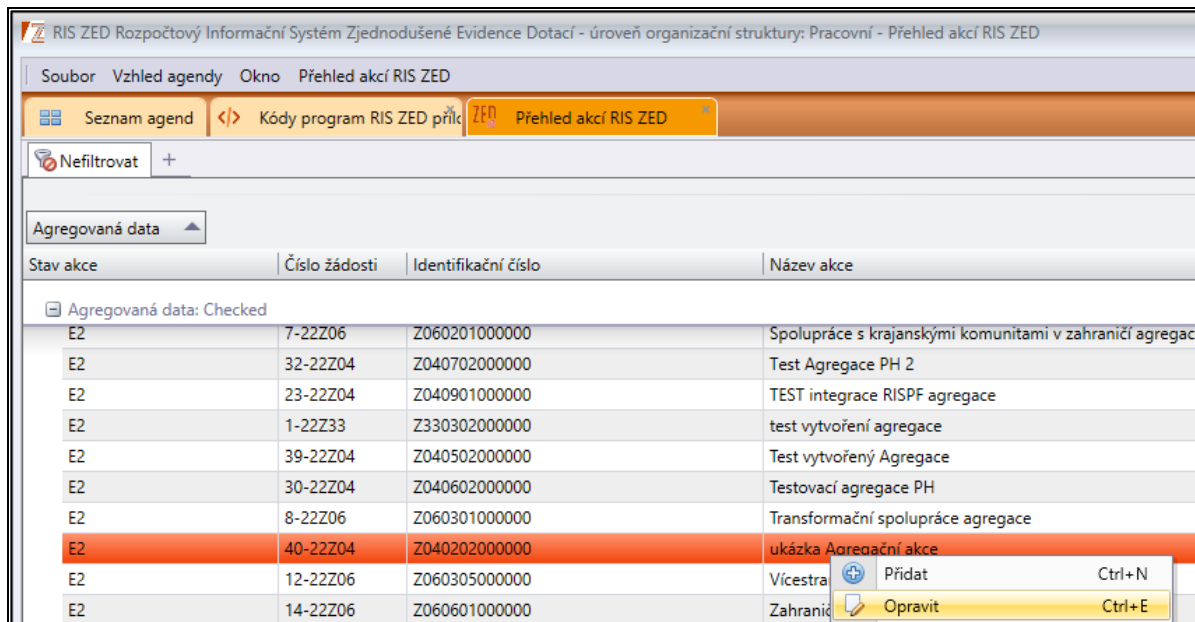 RIS ZED Rozpočtový Informační Systém Zjednodušené Evidence Dotací - úroveň organizační struktury: Pracovní - Přehled akcí RIS ZED
Soubor Vzhled agendy Okno Přehled akcí RIS ZED
Seznam agend Kódy program RIS ZED ZED Přehled akcí RIS ZED
Nefiltrovat +
Agregovaná data
Stav akce Číslo žádosti Identifikační číslo Název akce
Agregovaná data: Checked
E2 7-22Z06 Z060201000000 Spolupráce s krajanskými komunitami v zahraničí agregac
E2 32-22Z04 Z040702000000 Test Agregace PH 2
E2 23-22Z04 Z040901000000 TEST integrace RISPF agregace
E2 1-22Z33 Z330302000000 test vytvoření agregace
E2 39-22Z04 Z040502000000 Test vytvořený Agregace
E2 30-22Z04 Z040602000000 Testovací agregace PH
E2 8-22Z06 Z060301000000 Transformační spolupráce agregace
E2 40-22Z04 Z040202000000 ukázka Agregační akce
E2 12-22Z06 Z060305000000 Vícestra Přidat Ctrl+N
E2 14-22Z06 Z060601000000 Zahranič Opravit Ctrl+E